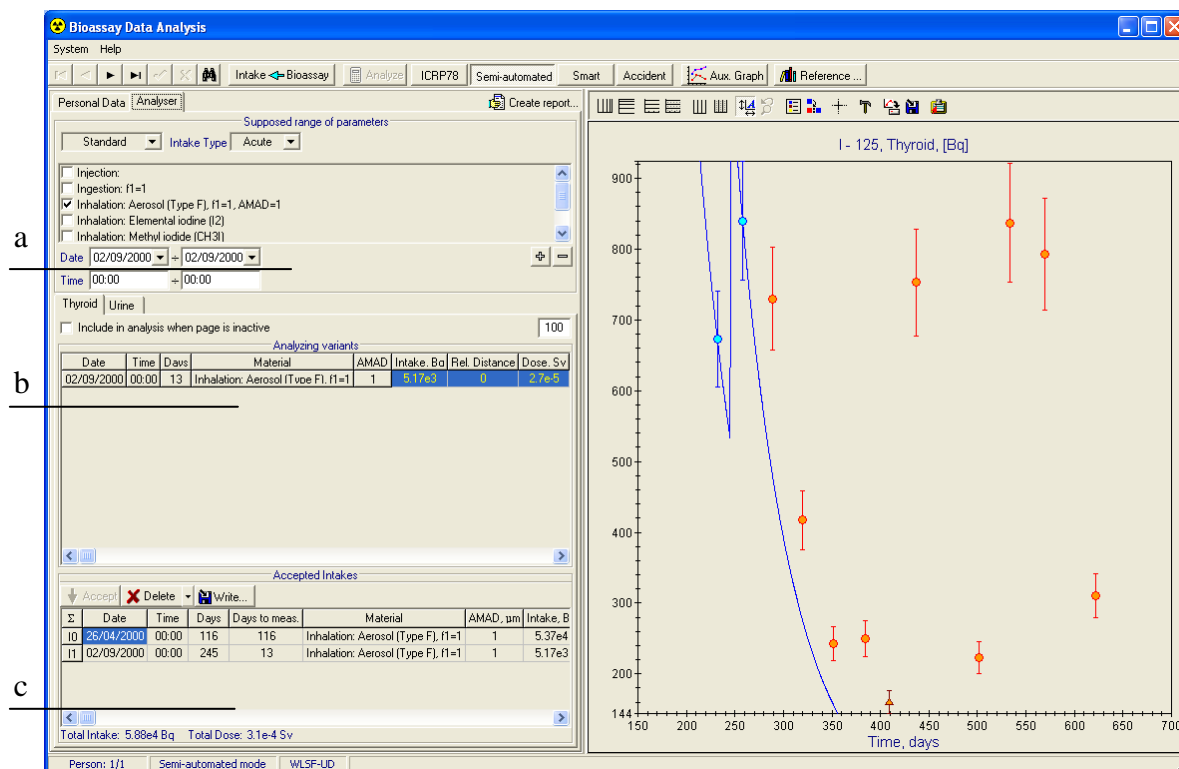 Bioassay Data Analysis
System Help
Intake Bioassay Analyze ICRP78 Semi-automated Smart Accident Aux. Graph Reference ...
Personal Data Analyser Create report...
Supposed range of parameters
Standard Intake Type Acute
Injection:
Ingestion: f1=1
Inhalation: Aerosol (Type F), f1=1, AMAD=1
Inhalation: Elemental iodine (I2)
Inhalation: Methyl iodide (CH3I)
a
Date 02/09/2000 ÷ 02/09/2000
Time 00:00 ÷ 00:00
Thyroid Urine
Include in analysis when page is inactive 100
Analyzing variants
Date Time Days Material AMAD Intake, Bq Rel. Distance Dose, Sv
02/09/2000 00:00 13 Inhalation: Aerosol (Type F), f1=1 1 5.17e3 0 2.7e-5
b
Accepted Intakes
Accept Delete Write...
Σ Date Time Days Days to meas. Material AMAD, µm Intake, B
I0 26/04/2000 00:00 116 116 Inhalation: Aerosol (Type F), f1=1 1 5.37e4
I1 02/09/2000 00:00 245 13 Inhalation: Aerosol (Type F), f1=1 1 5.17e3
c
Total Intake: 5.88e4 Bq Total Dose: 3.1e-4 Sv
Person: 1/1 Semi-automated mode WLSF-UD
I - 125, Thyroid, [Bq]
900
800
700
600
500
400
300
200
144
150 200 250 300 350 400 450 500 550 600 650 700
Time, days